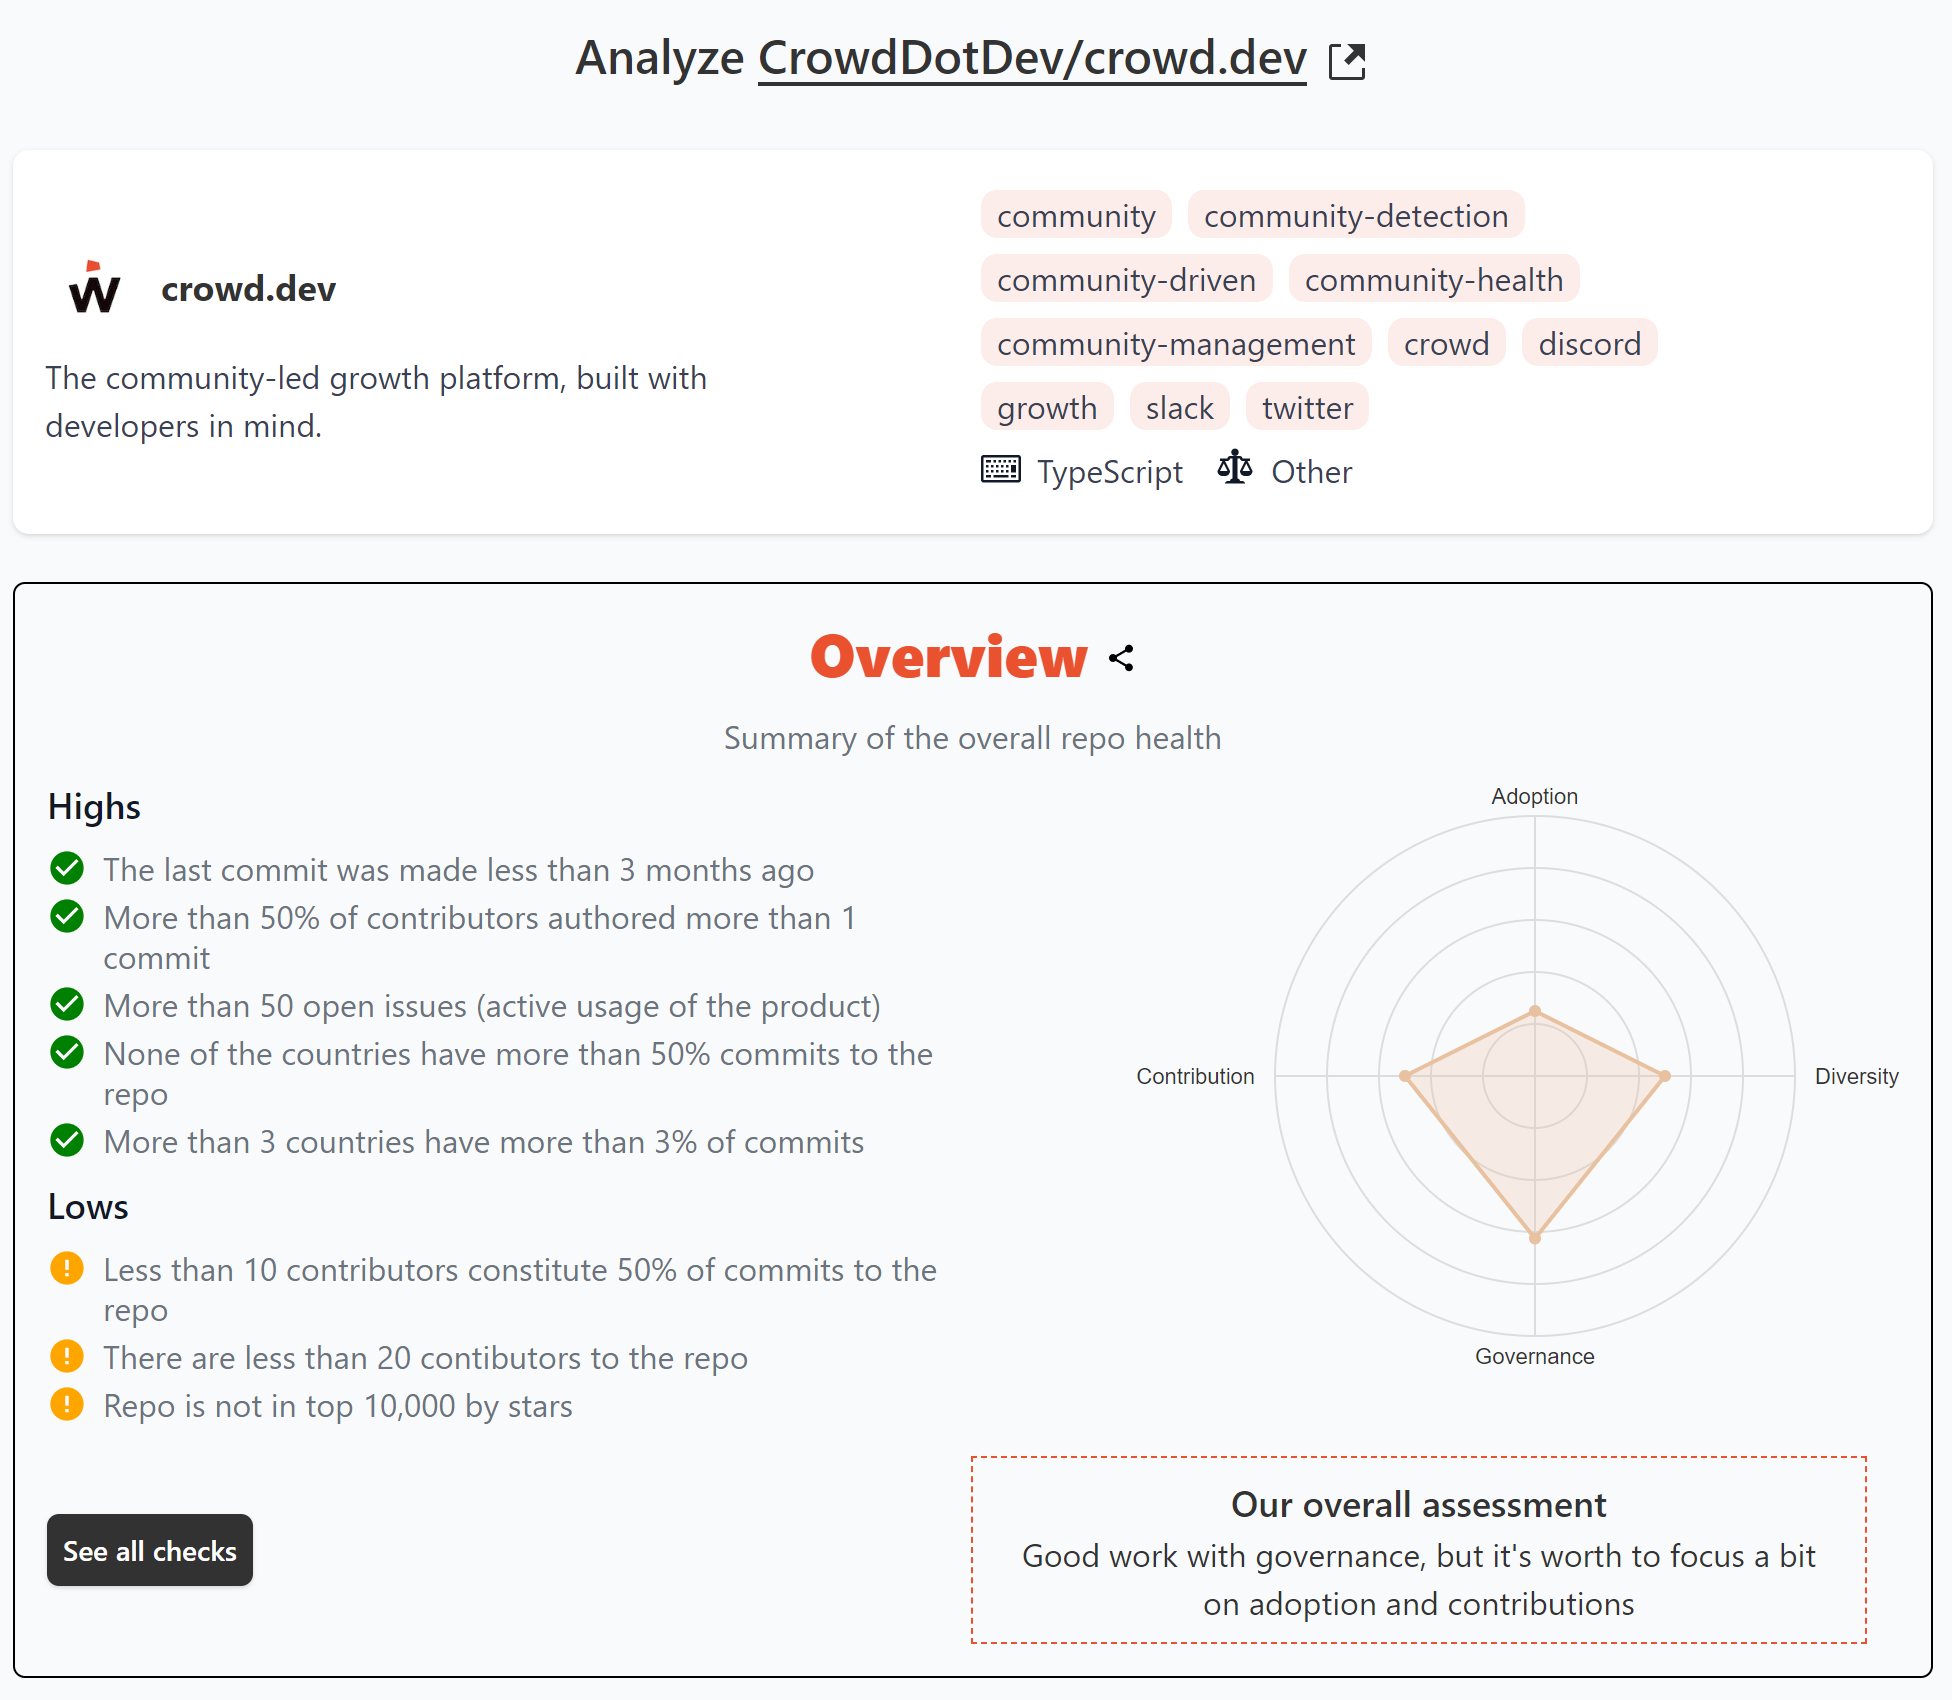 Analyze CrowdDotDev/crowd.dev
crowd.dev
The community-led growth platform, built with
developers in mind.
community community-detection
community-driven community-health
community-management crowd discord
growth slack twitter
TypeScript Other
Overview
Summary of the overall repo health
Highs
The last commit was made less than 3 months ago
More than 50% of contributors authored more than 1
commit
More than 50 open issues (active usage of the product)
None of the countries have more than 50% commits to the
repo
More than 3 countries have more than 3% of commits
Lows
Less than 10 contributors constitute 50% of commits to the
repo
There are less than 20 contibutors to the repo
Repo is not in top 10,000 by stars
See all checks
Adoption
Contribution
Diversity
Governance
Our overall assessment
Good work with governance, but it's worth to focus a bit
on adoption and contributions